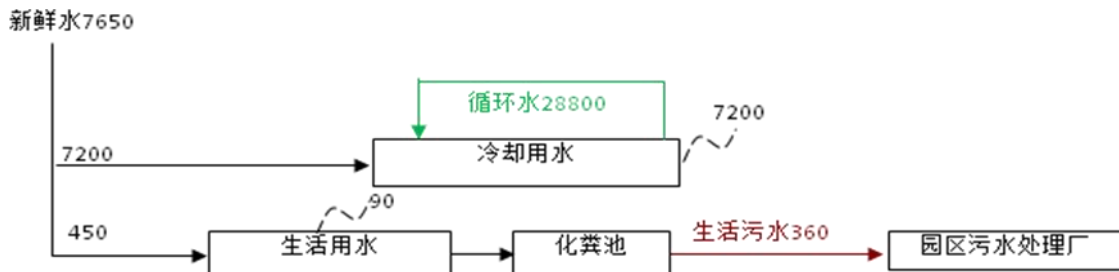 新鲜水7650
循环水28800
7200
冷却用水
7200
90
450
生活用水
化粪池
生活污水360
园区污水处理厂